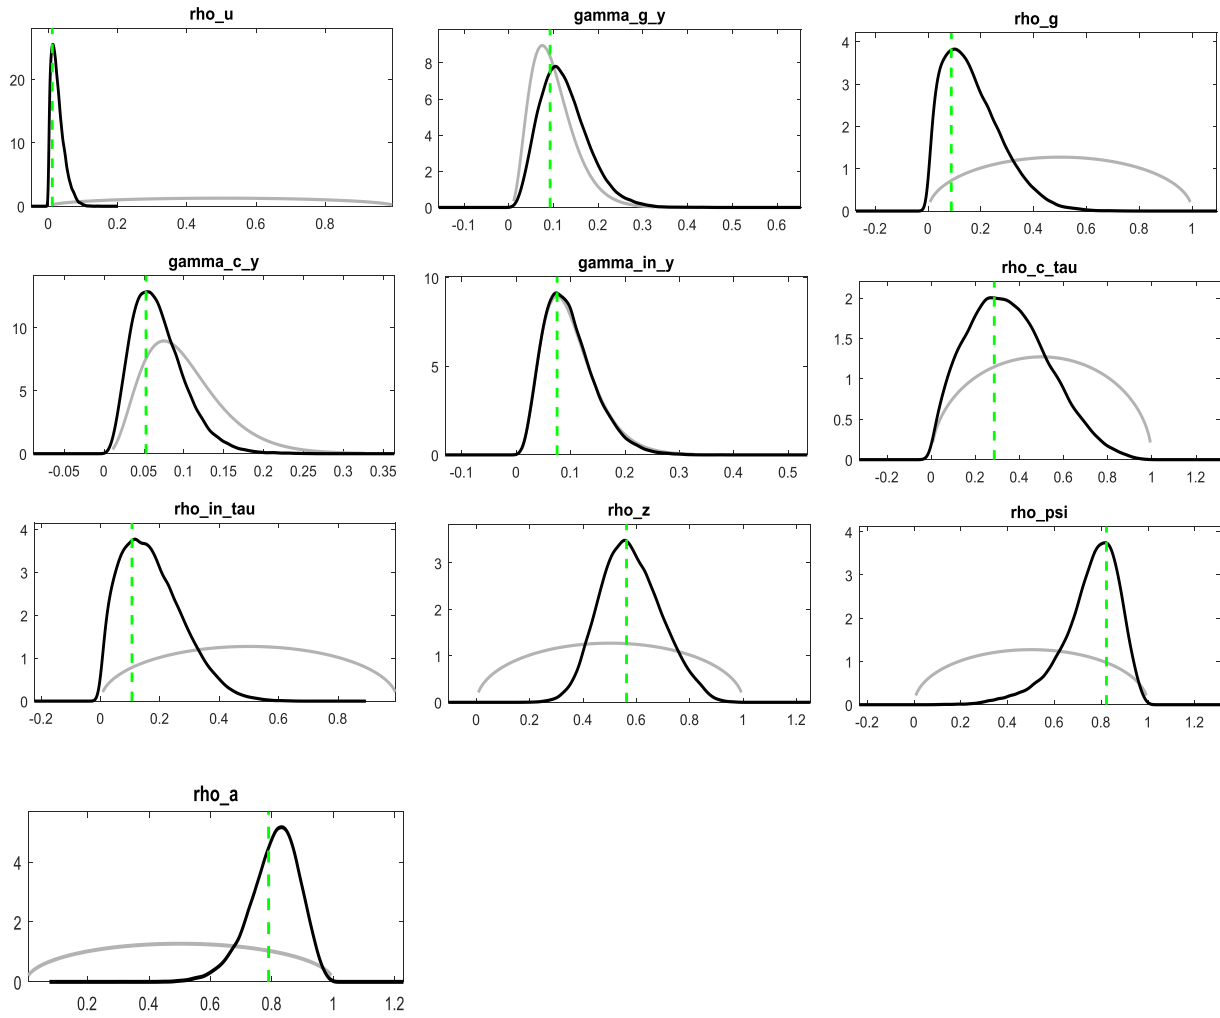 rho_u
20
10
0
0 0.2 0.4 0.6 0.8
gamma_g_y
8
6
4
2
0
-0.1 0 0.1 0.2 0.3 0.4 0.5 0.6
rho_g
4
3
2
1
0
-0.2 0 0.2 0.4 0.6 0.8 1
gamma_c_y
10
5
0
-0.05 0 0.05 0.1 0.15 0.2 0.25 0.3 0.35
gamma_in_y
10
5
0
-0.1 0 0.1 0.2 0.3 0.4 0.5
rho_c_tau
2
1.5
1
0.5
0
-0.2 0 0.2 0.4 0.6 0.8 1 1.2
rho_in_tau
4
3
2
1
0
-0.2 0 0.2 0.4 0.6 0.8
rho_z
3
2
1
0
0 0.2 0.4 0.6 0.8 1 1.2
rho_psi
4
3
2
1
0
-0.2 0 0.2 0.4 0.6 0.8 1 1.2
rho_a
4
2
0
0.2 0.4 0.6 0.8 1 1.2